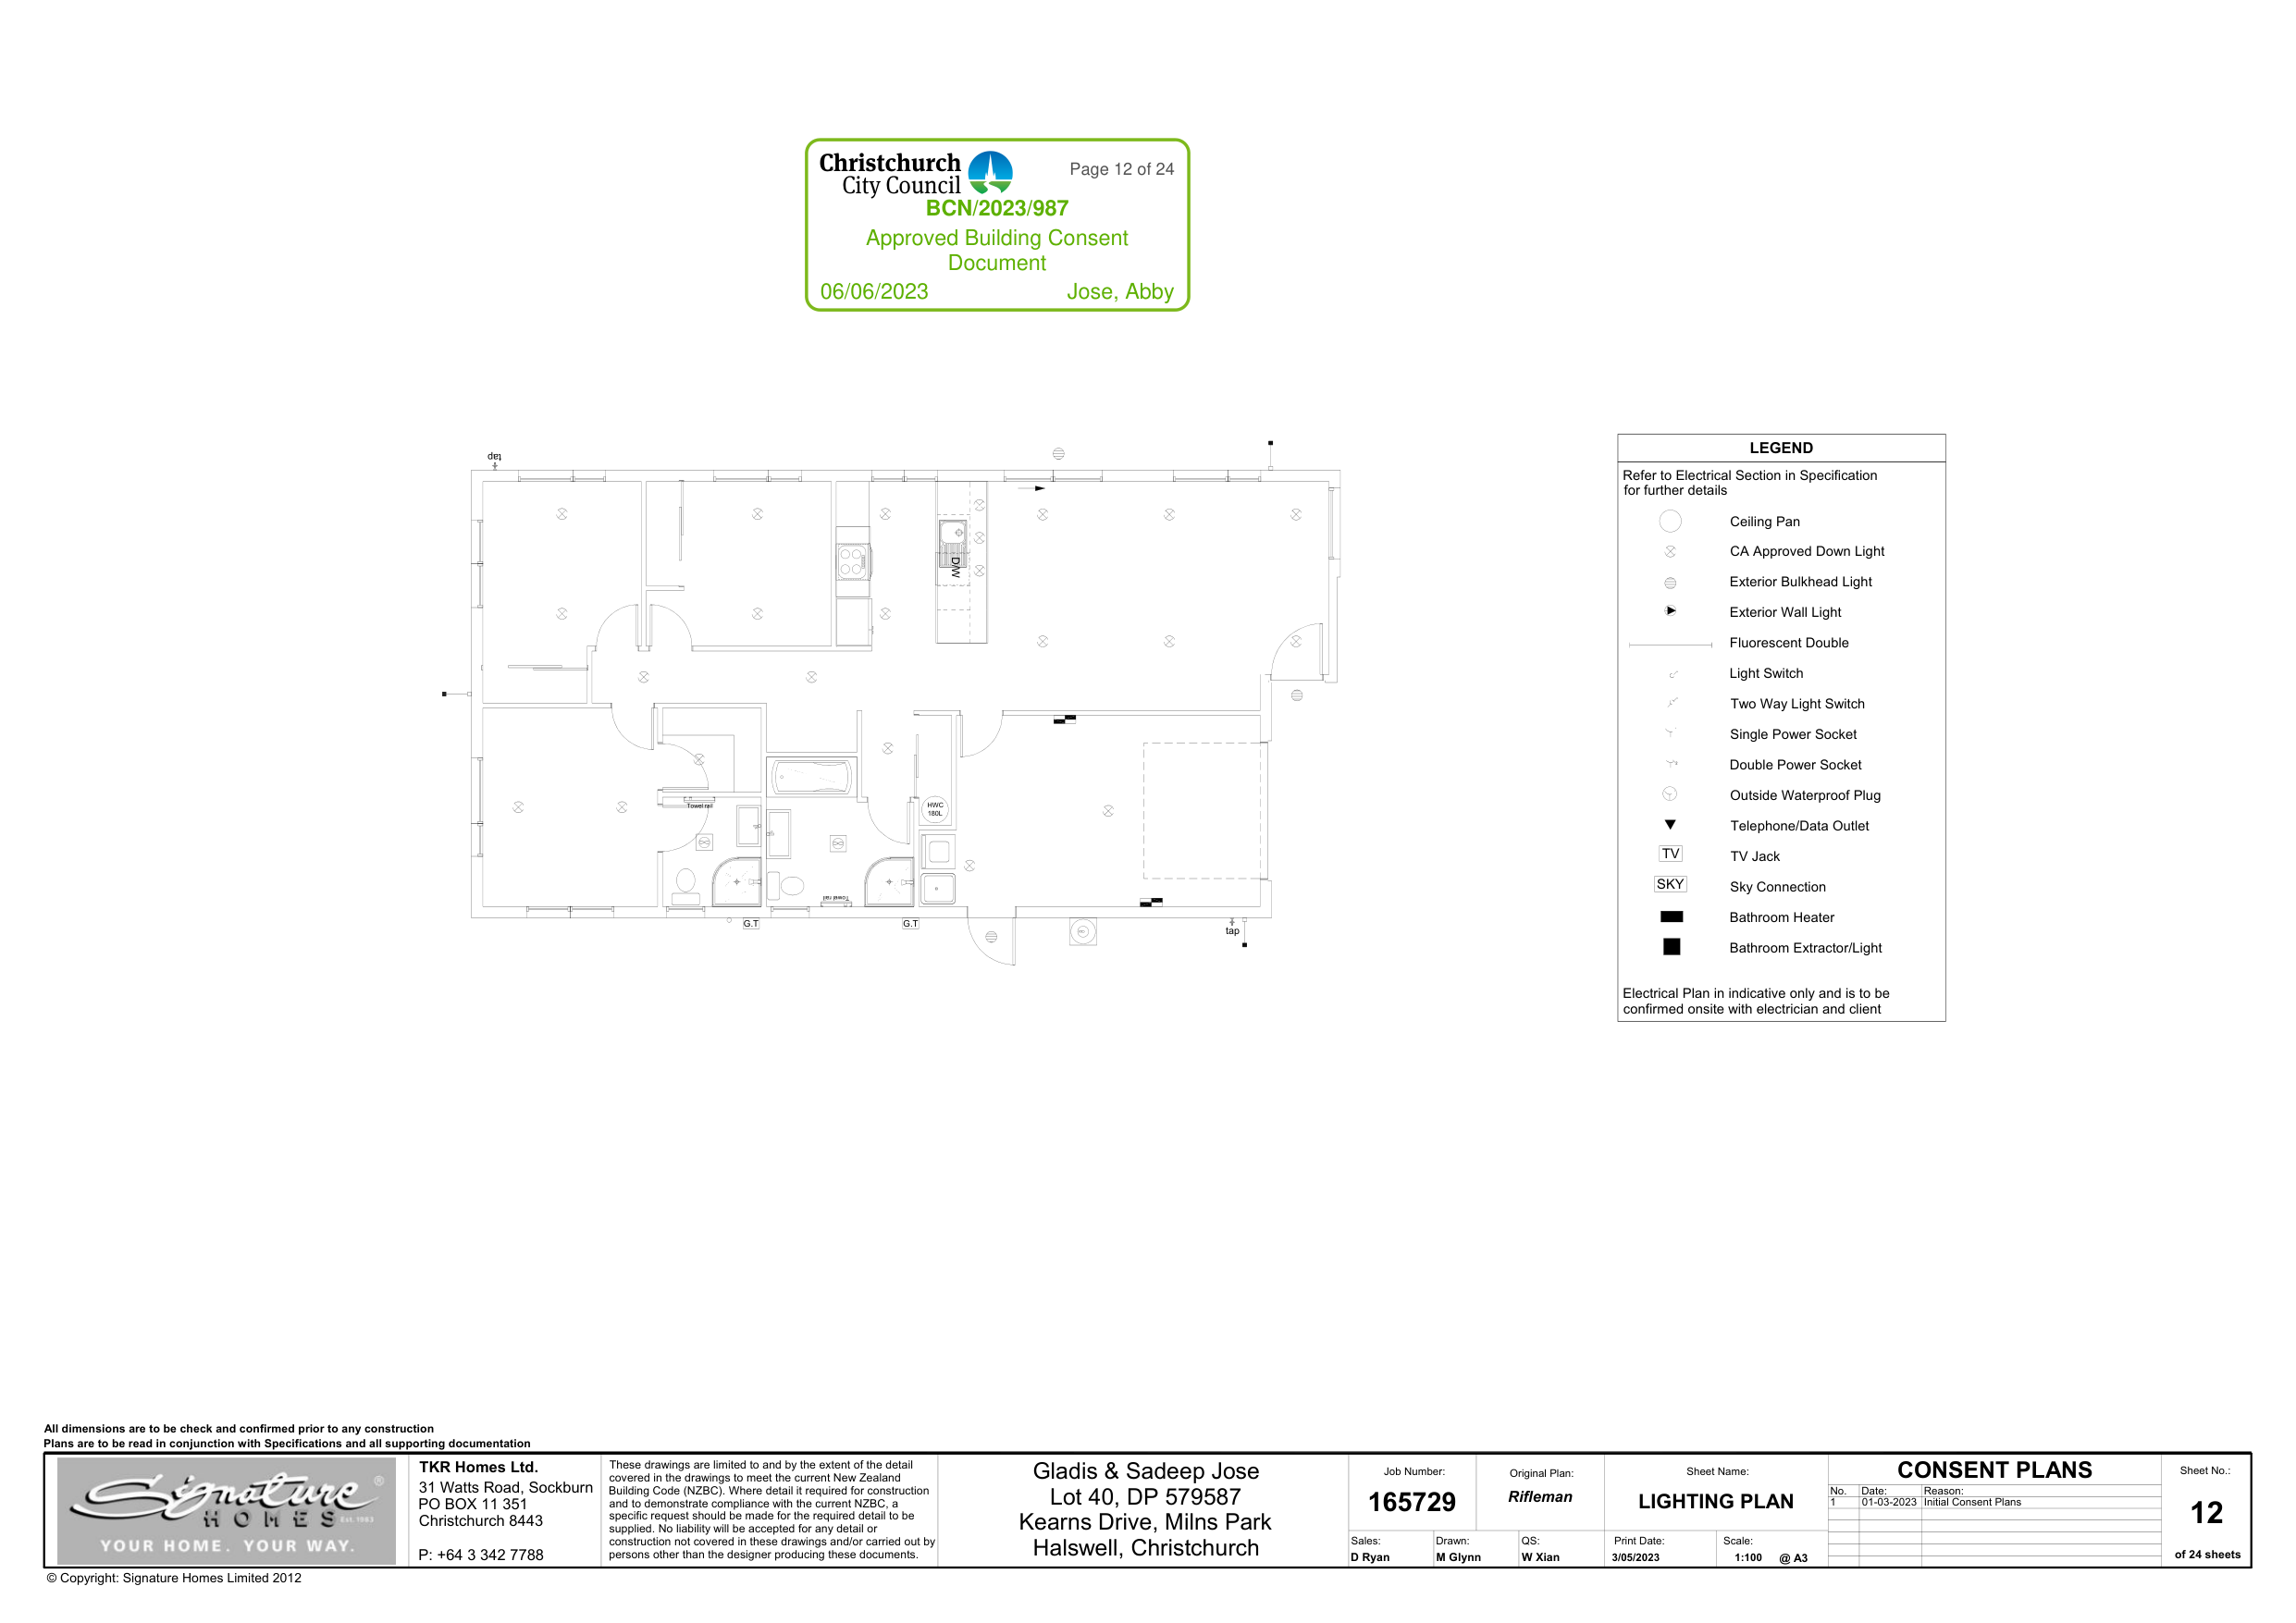 Christchurch
City Council
Page 12 of 24
BCN/2023/987
Approved Building Consent
Document
06/06/2023 Jose, Abby
tap
D/W
Towel rail
HWC
180L
Towel rail
G.T
G.T
tap
LEGEND
Refer to Electrical Section in Specification
for further details
Ceiling Pan
CA Approved Down Light
Exterior Bulkhead Light
Exterior Wall Light
Fluorescent Double
Light Switch
Two Way Light Switch
Single Power Socket
Double Power Socket
Outside Waterproof Plug
Telephone/Data Outlet
TV TV Jack
SKY Sky Connection
Bathroom Heater
Bathroom Extractor/Light
Electrical Plan in indicative only and is to be
confirmed onsite with electrician and client
All dimensions are to be check and confirmed prior to any construction
Plans are to be read in conjunction with Specifications and all supporting documentation
Signature ®
HOMES Est. 1983
YOUR HOME. YOUR WAY.
TKR Homes Ltd.
31 Watts Road, Sockburn
PO BOX 11 351
Christchurch 8443
P: +64 3 342 7788
These drawings are limited to and by the extent of the detail
covered in the drawings to meet the current New Zealand
Building Code (NZBC). Where detail it required for construction
and to demonstrate compliance with the current NZBC, a
specific request should be made for the required detail to be
supplied. No liability will be accepted for any detail or
construction not covered in these drawings and/or carried out by
persons other than the designer producing these documents.
Gladis & Sadeep Jose
Lot 40, DP 579587
Kearns Drive, Milns Park
Halswell, Christchurch
Job Number:
165729
Original Plan:
Rifleman
Sheet Name:
LIGHTING PLAN
Sales:
D Ryan
Drawn:
M Glynn
QS:
W Xian
Print Date:
3/05/2023
Scale:
1:100 @ A3
CONSENT PLANS
No. Date: Reason:
1 01-03-2023 Initial Consent Plans
Sheet No.:
12
of 24 sheets
© Copyright: Signature Homes Limited 2012